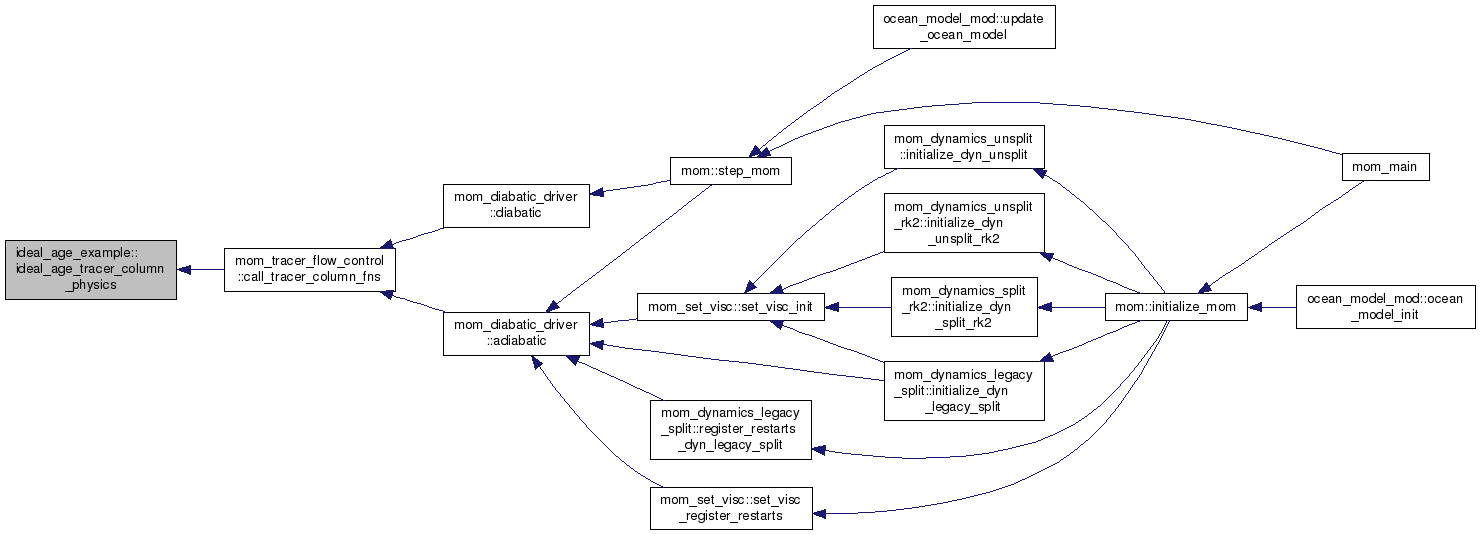 ideal_age_example::
ideal_age_tracer_column
_physics
mom_tracer_flow_control
::call_tracer_column_fns
mom_diabatic_driver
::diabatic
mom_diabatic_driver
::adiabatic
mom::step_mom
mom_set_visc::set_visc_init
mom_dynamics_legacy
_split::register_restarts
_dyn_legacy_split
mom_set_visc::set_visc
_register_restarts
ocean_model_mod::update
_ocean_model
mom_dynamics_unsplit
::initialize_dyn_unsplit
mom_dynamics_unsplit
_rk2::initialize_dyn
_unsplit_rk2
mom_dynamics_split
_rk2::initialize_dyn
_split_rk2
mom_dynamics_legacy
_split::initialize_dyn
_legacy_split
mom::initialize_mom
mom_main
ocean_model_mod::ocean
_model_init